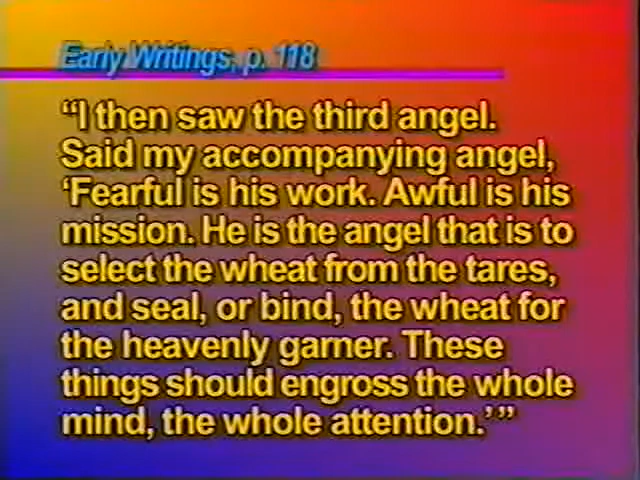 Early Writings, p. 118
“I then saw the third angel.
Said my accompanying angel,
‘Fearful is his work. Awful is his
mission. He is the angel that is to
select the wheat from the tares,
and seal, or bind, the wheat for
the heavenly garner. These
things should engross the whole
mind, the whole attention.’”